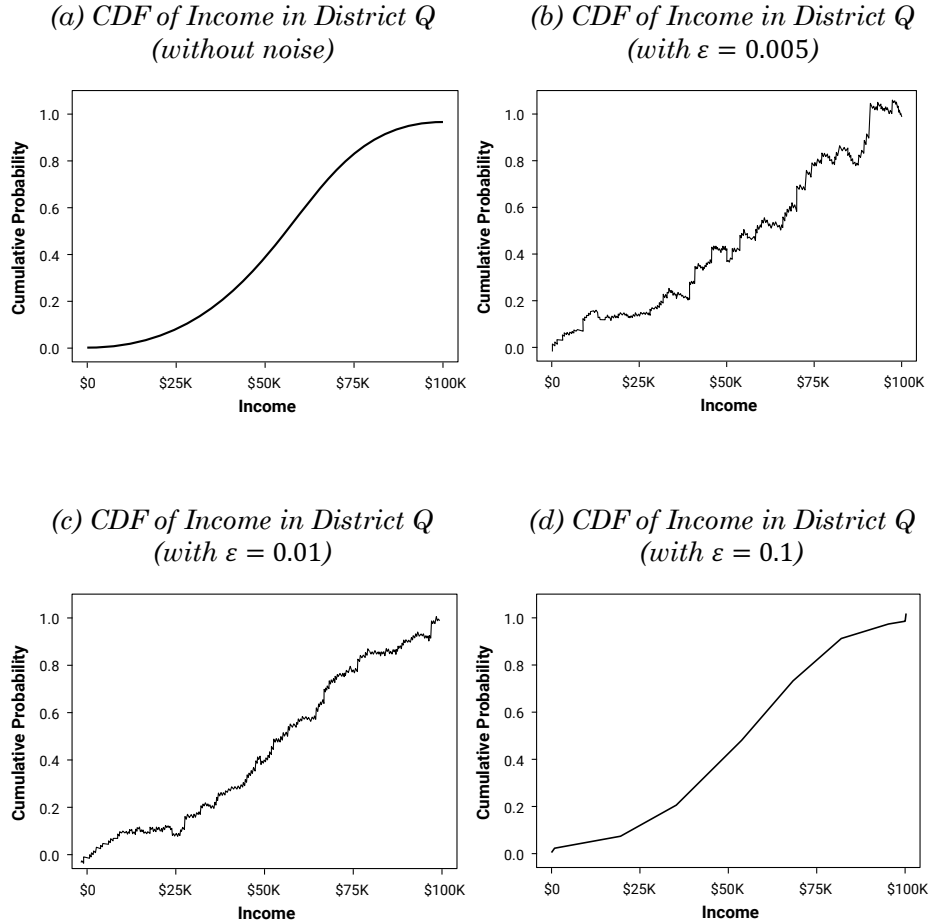 (a) CDF of Income in District Q
(without noise)
Cumulative Probability
1.0
0.8
0.6
0.4
0.2
0.0
$0
$25K
$50K
$75K
$100K
Income
(b) CDF of Income in District Q
(with ε = 0.005)
Cumulative Probability
1.0
0.8
0.6
0.4
0.2
0.0
$0
$25K
$50K
$75K
$100K
Income
(c) CDF of Income in District Q
(with ε = 0.01)
Cumulative Probability
1.0
0.8
0.6
0.4
0.2
0.0
$0
$25K
$50K
$75K
$100K
Income
(d) CDF of Income in District Q
(with ε = 0.1)
Cumulative Probability
1.0
0.8
0.6
0.4
0.2
0.0
$0
$25K
$50K
$75K
$100K
Income